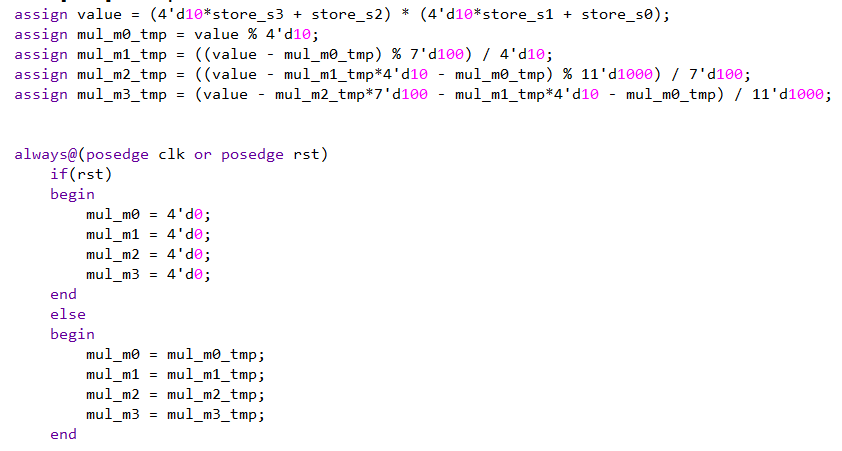 assign value = (4'd10*store_s3 + store_s2) * (4'd10*store_s1 + store_s0);
assign mul_m0_tmp = value % 4'd10;
assign mul_m1_tmp = ((value - mul_m0_tmp) % 7'd100) / 4'd10;
assign mul_m2_tmp = ((value - mul_m1_tmp*4'd10 - mul_m0_tmp) % 11'd1000) / 7'd100;
assign mul_m3_tmp = (value - mul_m2_tmp*7'd100 - mul_m1_tmp*4'd10 - mul_m0_tmp) / 11'd1000;
always@(posedge clk or posedge rst)
if(rst)
begin
mul_m0 = 4'd0;
mul_m1 = 4'd0;
mul_m2 = 4'd0;
mul_m3 = 4'd0;
end
else
begin
mul_m0 = mul_m0_tmp;
mul_m1 = mul_m1_tmp;
mul_m2 = mul_m2_tmp;
mul_m3 = mul_m3_tmp;
end